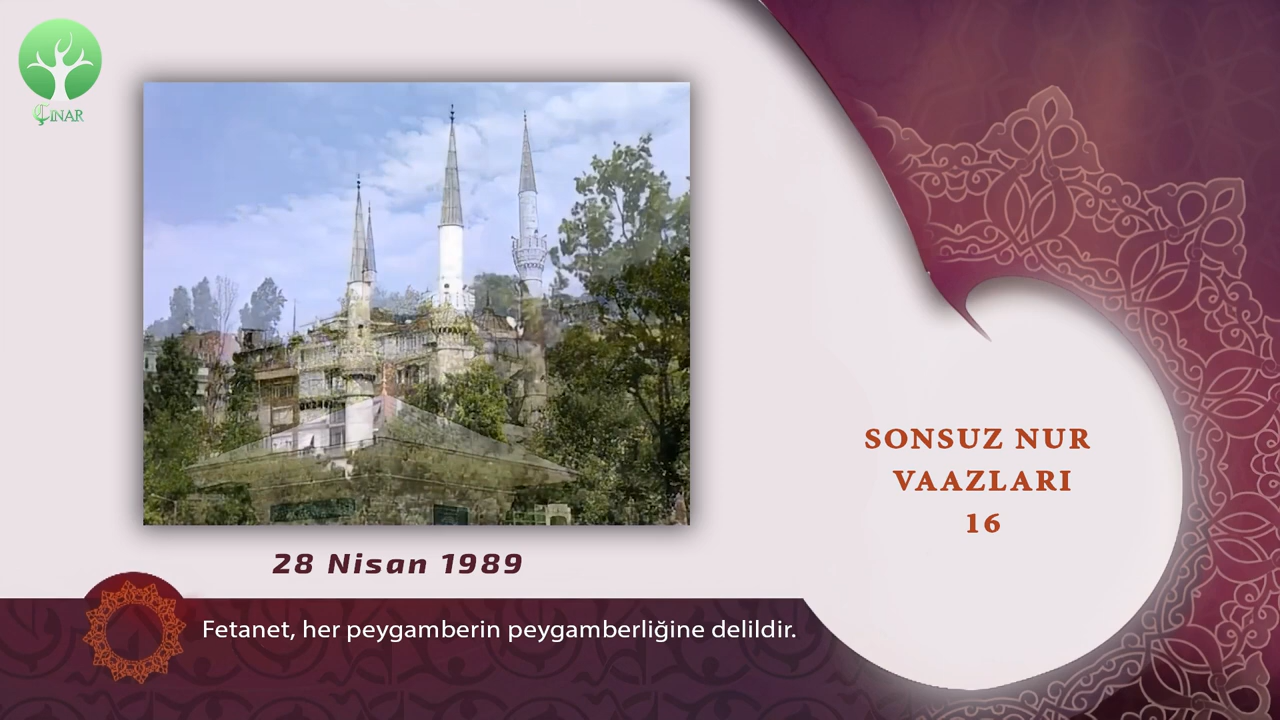 ÇINAR
28 Nisan 1989
SONSUZ NUR
VAAZLARI
16
Fetanet, her peygamberin peygamberliğine delildir.